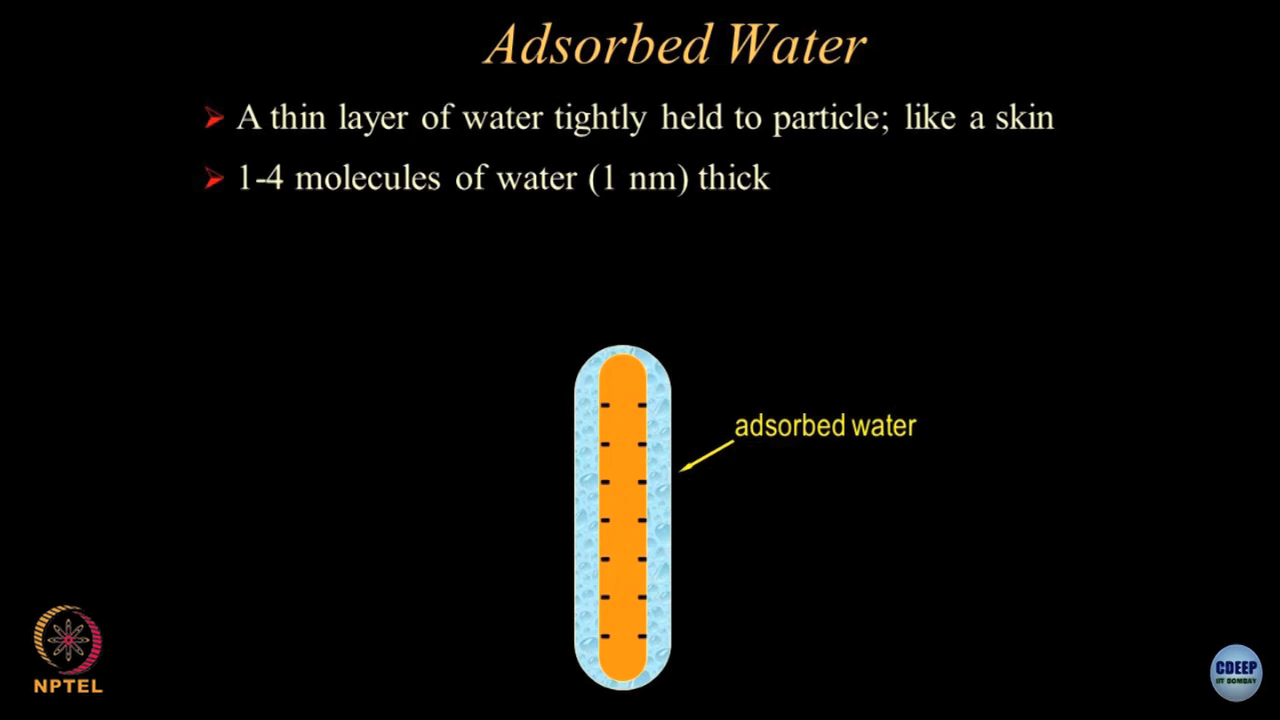 Adsorbed Water
A thin layer of water tightly held to particle; like a skin
1-4 molecules of water (1 nm) thick
adsorbed water
NPTEL
CDEEP
IIT BOMBAY